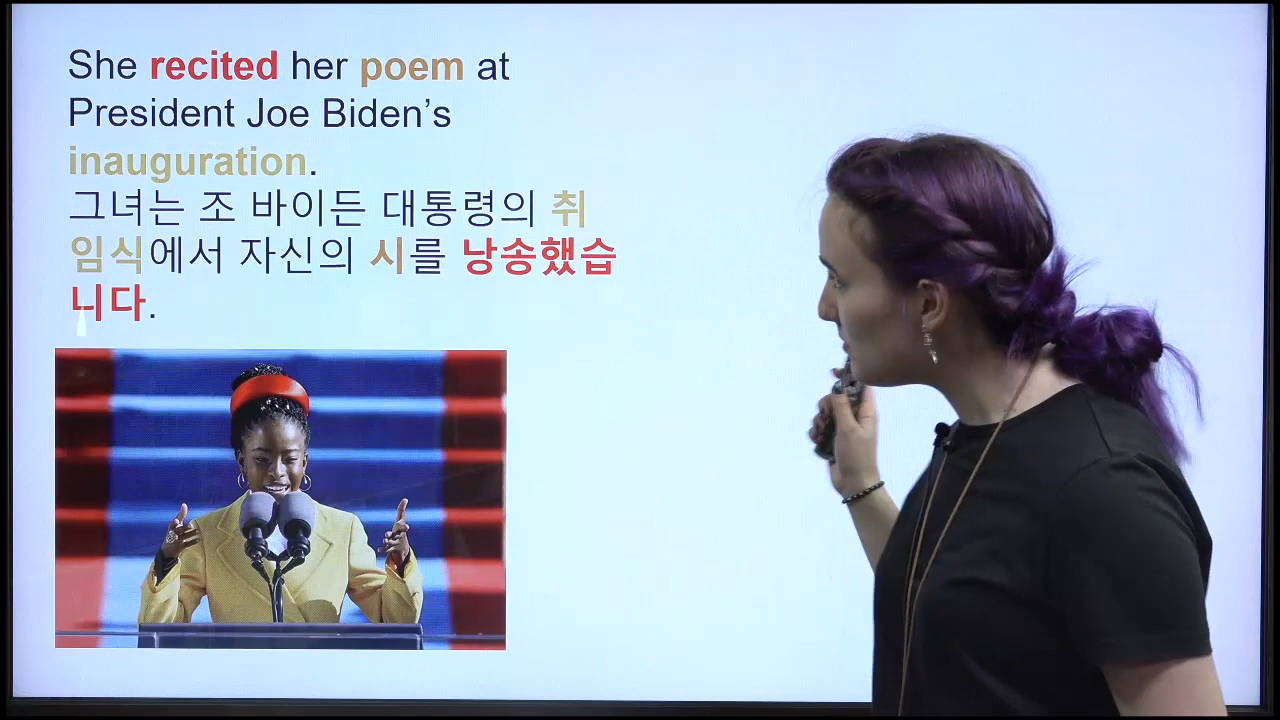 She recited her poem at
President Joe Biden’s
inauguration.
그녀는 조 바이든 대통령의 취
임식에서 자신의 시를 낭송했습
니다.